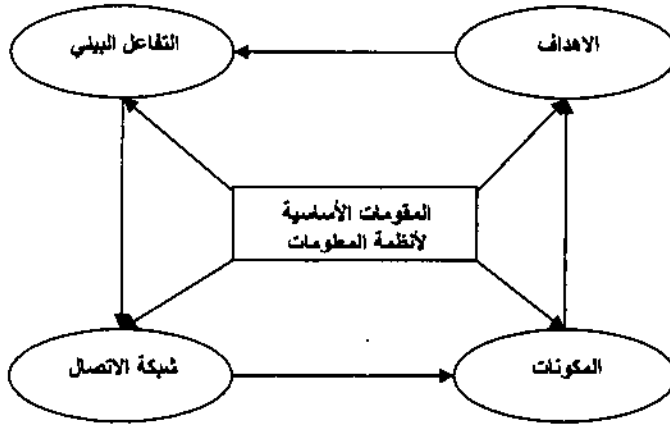 الاهداف
التفاعل البيئي
المقومات الأساسية
لأنظمة المعلومات
المكونات
شبكة الاتصال